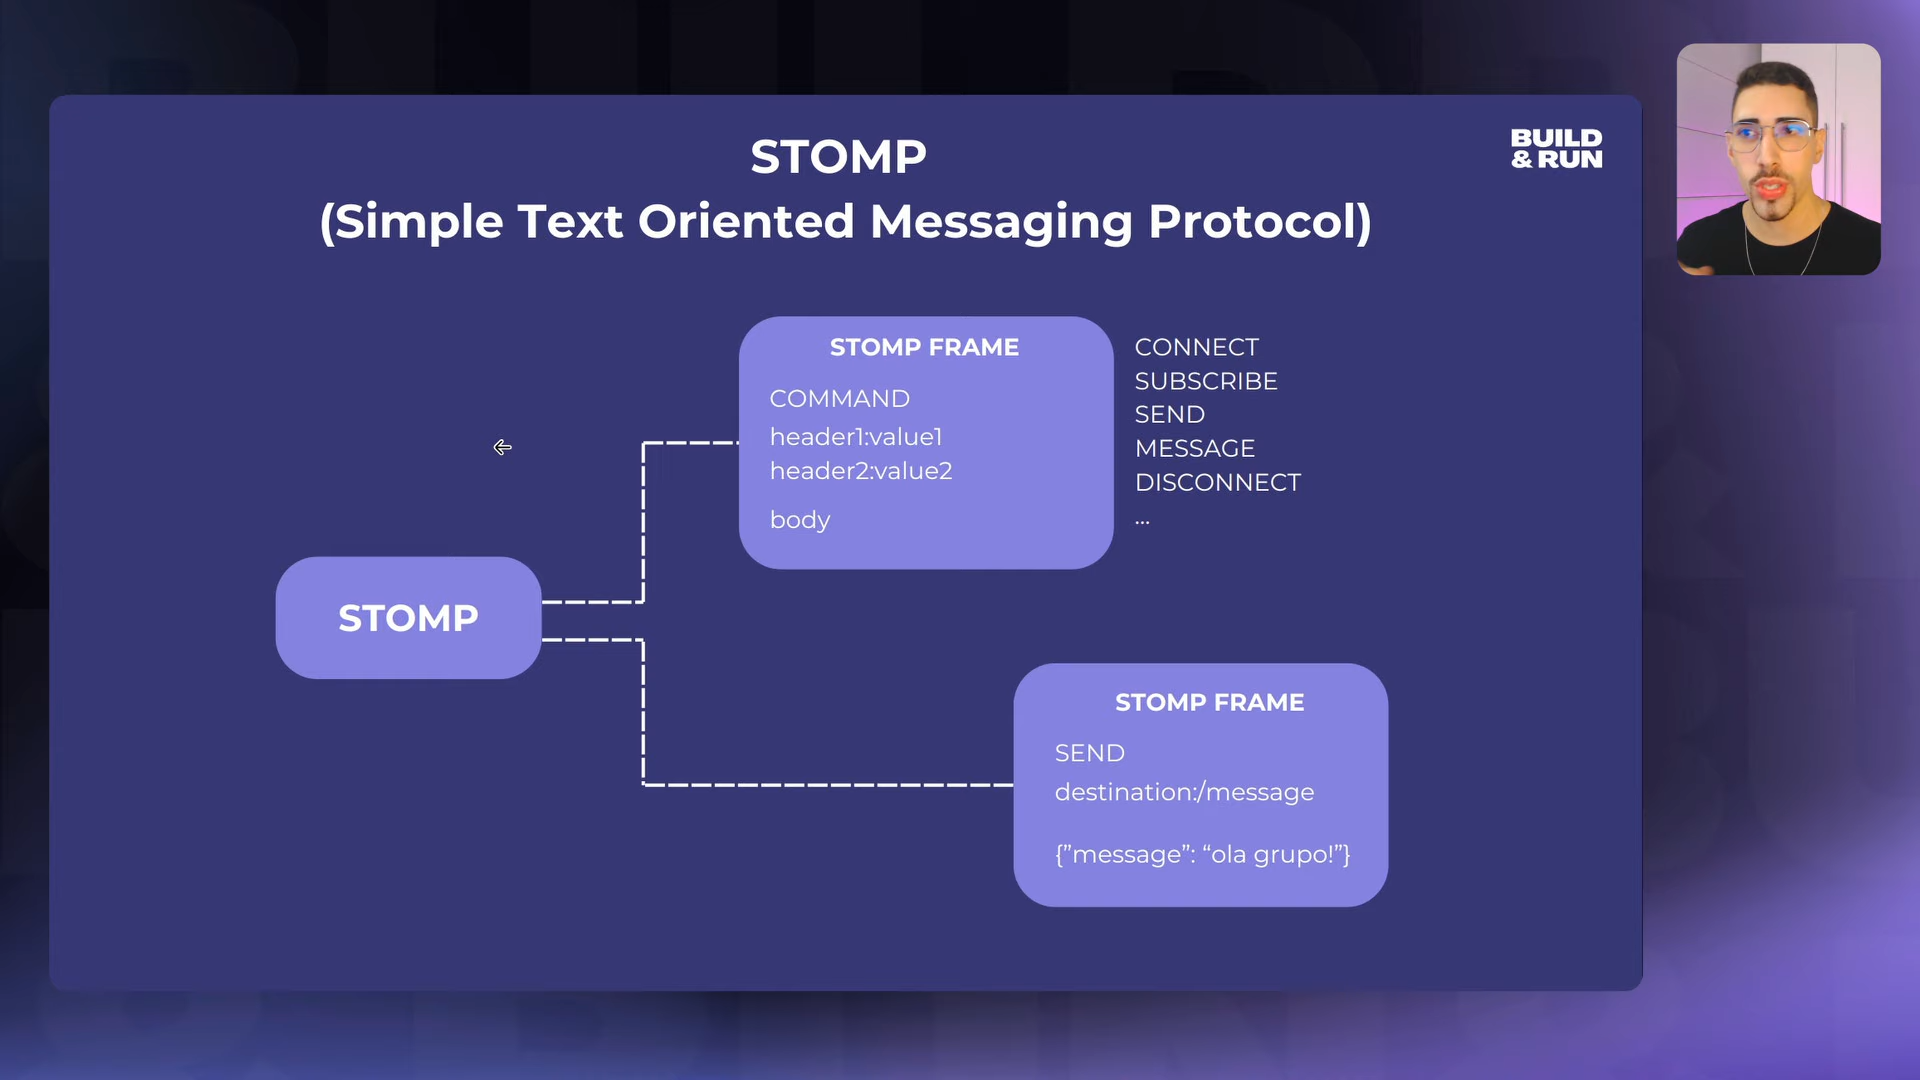 STOMP
(Simple Text Oriented Messaging Protocol)
BUILD
& RUN
STOMP FRAME
COMMAND
header1:value1
header2:value2
body
CONNECT
SUBSCRIBE
SEND
MESSAGE
DISCONNECT
...
STOMP
STOMP FRAME
SEND
destination:/message
{”message”: “ola grupo!”}